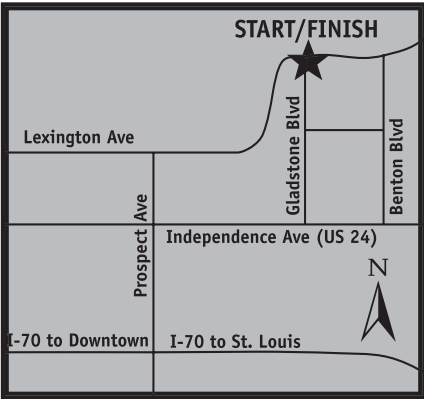 START/FINISH
Lexington Ave
Gladstone Blvd
Benton Blvd
Prospect Ave
Independence Ave (US 24)
N
I-70 to Downtown
I-70 to St. Louis